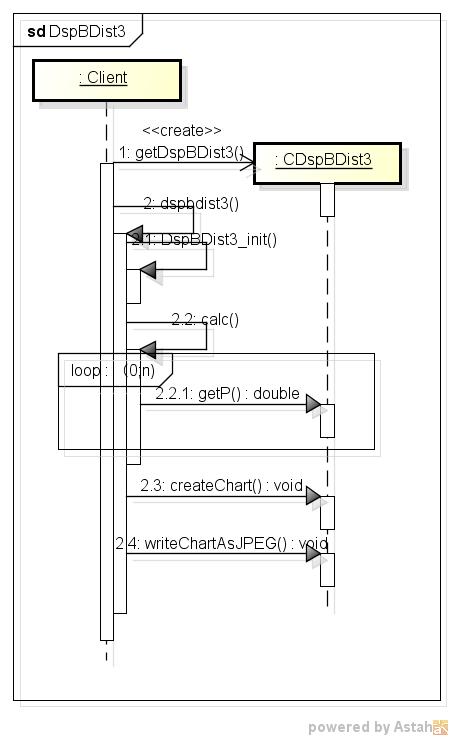 sd DspBDist3
: Client
<<create>>
1: getDspBDist3()
: CDspBDist3
2: dspbdist3()
2.1: DspBDist3_init()
2.2: calc()
loop : (0,n)
2.2.1: getP() : double
2.3: createChart() : void
2.4: writeChartAsJPEG() : void
powered by Astah